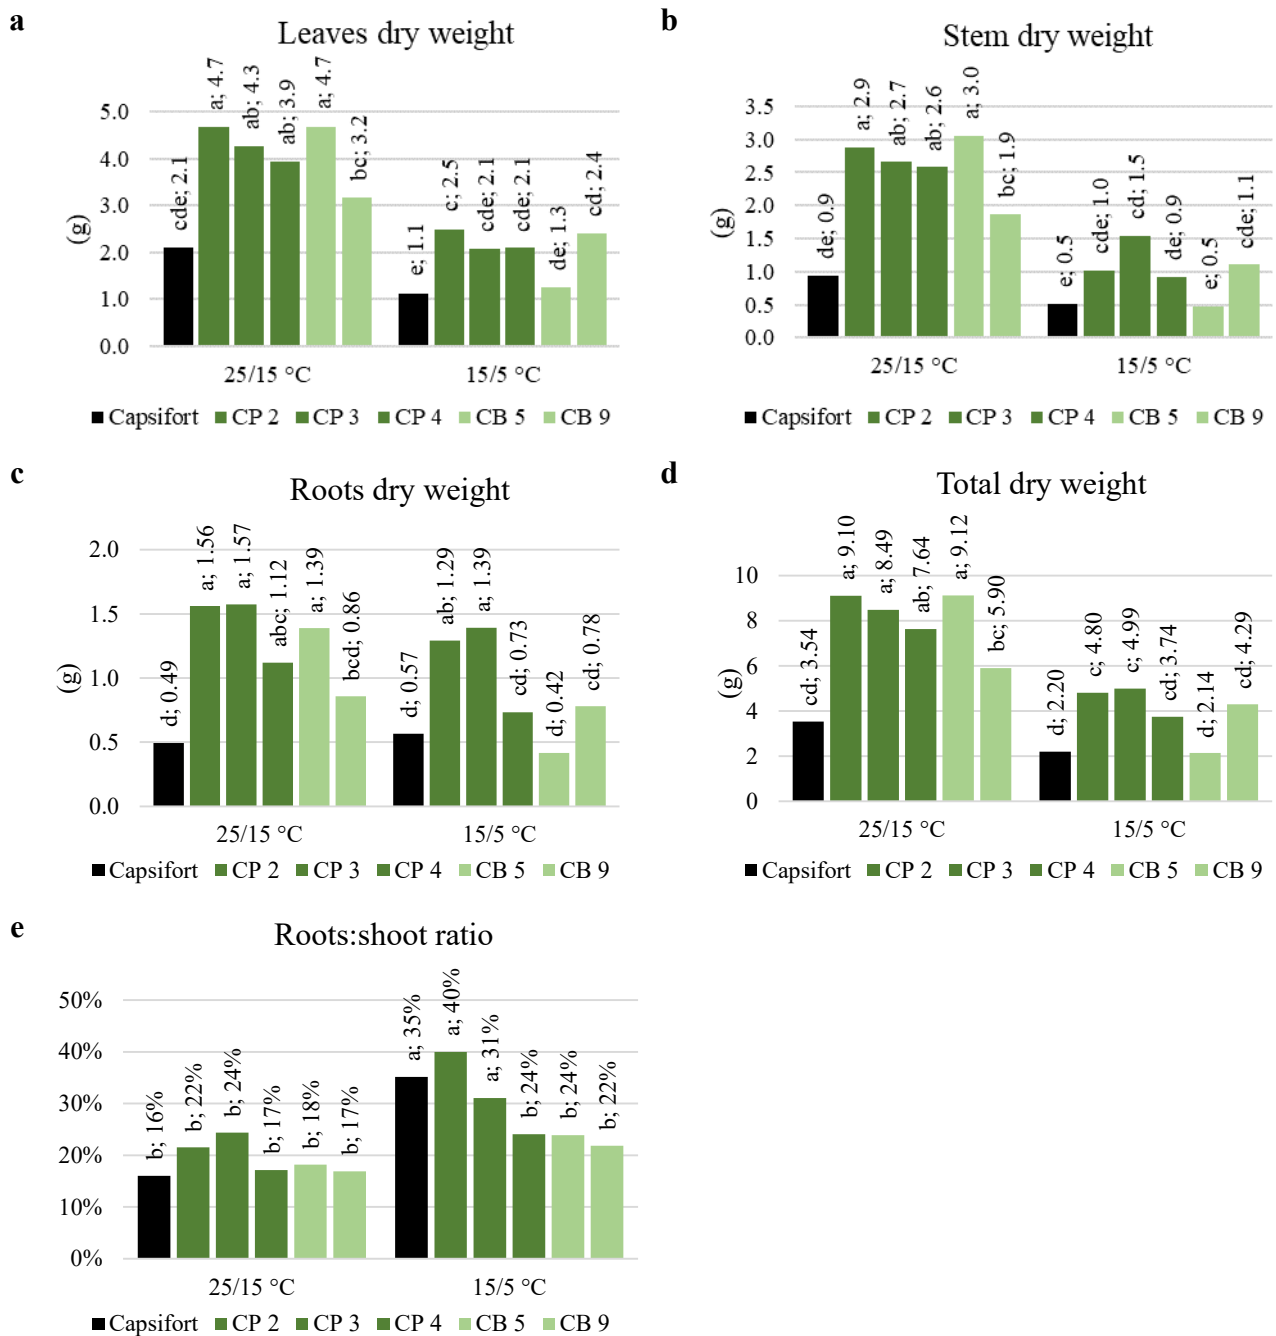 a
Leaves dry weight
(g)
5.0
4.0
3.0
2.0
1.0
0.0
cde; 2.1
a; 4.7
ab; 4.3
ab; 3.9
a; 4.7
bc; 3.2
e; 1.1
c; 2.5
cde; 2.1
cde; 2.1
de; 1.3
cd; 2.4
25/15 °C
15/5 °C
Capsifort CP 2 CP 3 CP 4 CB 5 CB 9
b
Stem dry weight
(g)
3.5
3.0
2.5
2.0
1.5
1.0
0.5
0.0
de; 0.9
a; 2.9
ab; 2.7
ab; 2.6
a; 3.0
bc; 1.9
e; 0.5
cde; 1.0
cd; 1.5
de; 0.9
e; 0.5
cde; 1.1
25/15 °C
15/5 °C
Capsifort CP 2 CP 3 CP 4 CB 5 CB 9
c
Roots dry weight
(g)
2.0
1.5
1.0
0.5
0.0
d; 0.49
a; 1.56
a; 1.57
abc; 1.12
a; 1.39
bcd; 0.86
d; 0.57
ab; 1.29
a; 1.39
cd; 0.73
d; 0.42
cd; 0.78
25/15 °C
15/5 °C
Capsifort CP 2 CP 3 CP 4 CB 5 CB 9
d
Total dry weight
(g)
10
8
6
4
2
0
cd; 3.54
a; 9.10
a; 8.49
ab; 7.64
a; 9.12
bc; 5.90
d; 2.20
c; 4.80
c; 4.99
cd; 3.74
d; 2.14
cd; 4.29
25/15 °C
15/5 °C
Capsifort CP 2 CP 3 CP 4 CB 5 CB 9
e
Roots:shoot ratio
50%
40%
30%
20%
10%
0%
b; 16%
b; 22%
b; 24%
b; 17%
b; 18%
b; 17%
a; 35%
a; 40%
a; 31%
b; 24%
b; 24%
b; 22%
25/15 °C
15/5 °C
Capsifort CP 2 CP 3 CP 4 CB 5 CB 9